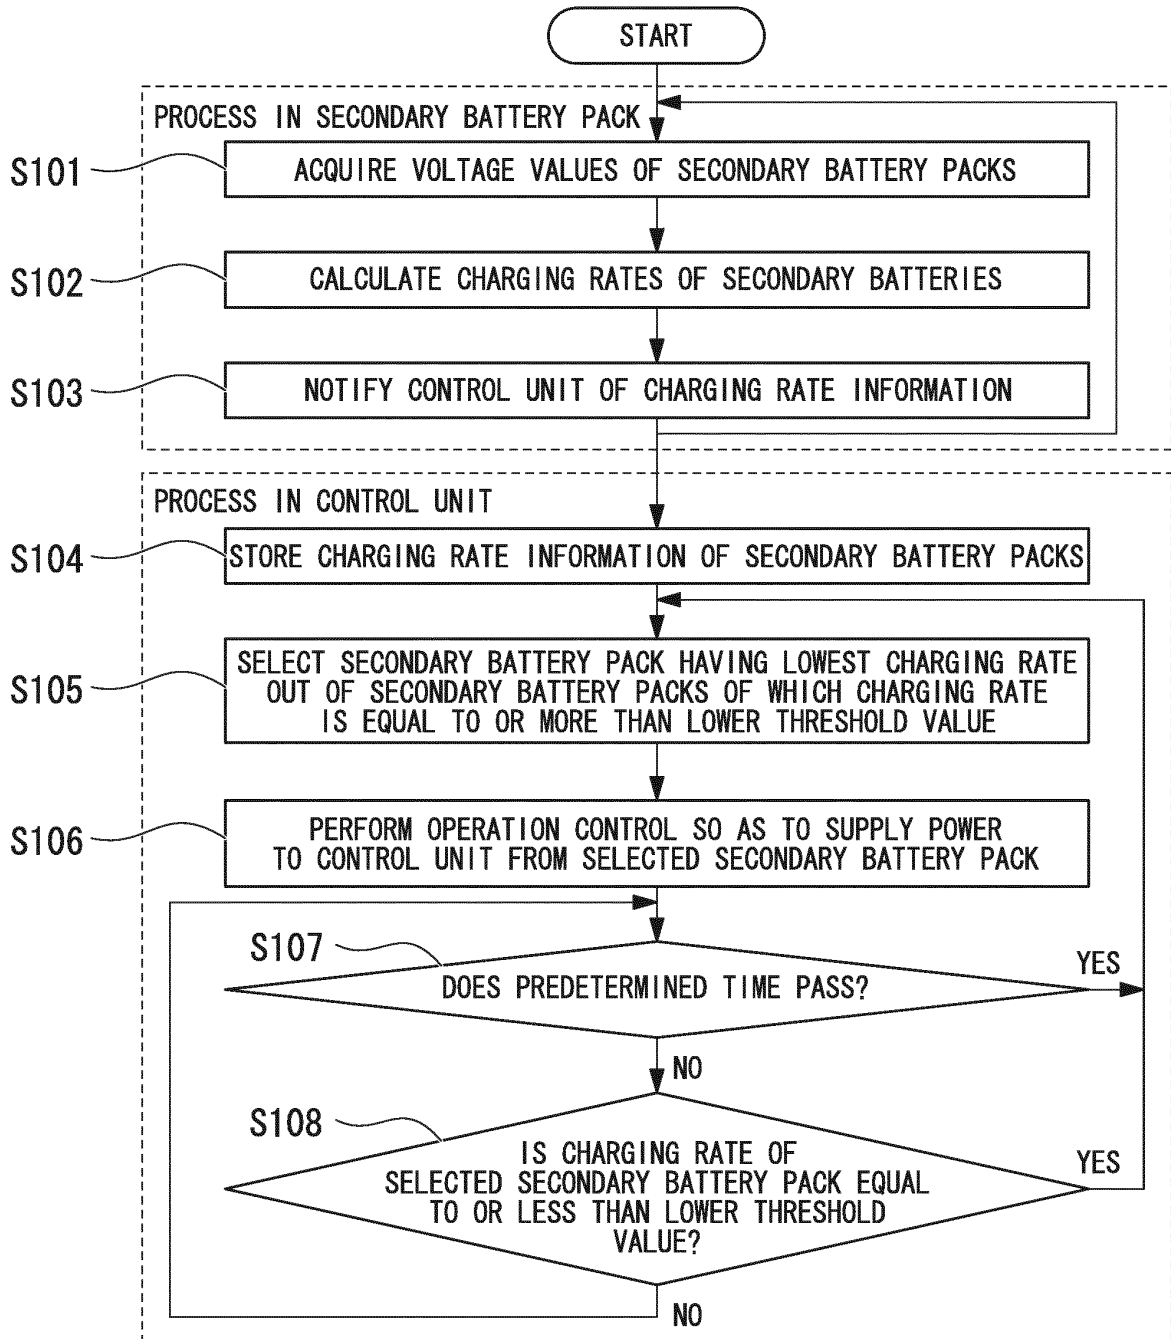 START
PROCESS IN SECONDARY BATTERY PACK
S101
ACQUIRE VOLTAGE VALUES OF SECONDARY BATTERY PACKS
S102
CALCULATE CHARGING RATES OF SECONDARY BATTERIES
S103
NOTIFY CONTROL UNIT OF CHARGING RATE INFORMATION
PROCESS IN CONTROL UNIT
S104
STORE CHARGING RATE INFORMATION OF SECONDARY BATTERY PACKS
S105
SELECT SECONDARY BATTERY PACK HAVING LOWEST CHARGING RATE
OUT OF SECONDARY BATTERY PACKS OF WHICH CHARGING RATE
IS EQUAL TO OR MORE THAN LOWER THRESHOLD VALUE
S106
PERFORM OPERATION CONTROL SO AS TO SUPPLY POWER
TO CONTROL UNIT FROM SELECTED SECONDARY BATTERY PACK
S107
DOES PREDETERMINED TIME PASS?
YES
NO
S108
IS CHARGING RATE OF
SELECTED SECONDARY BATTERY PACK EQUAL
TO OR LESS THAN LOWER THRESHOLD
VALUE?
YES
NO